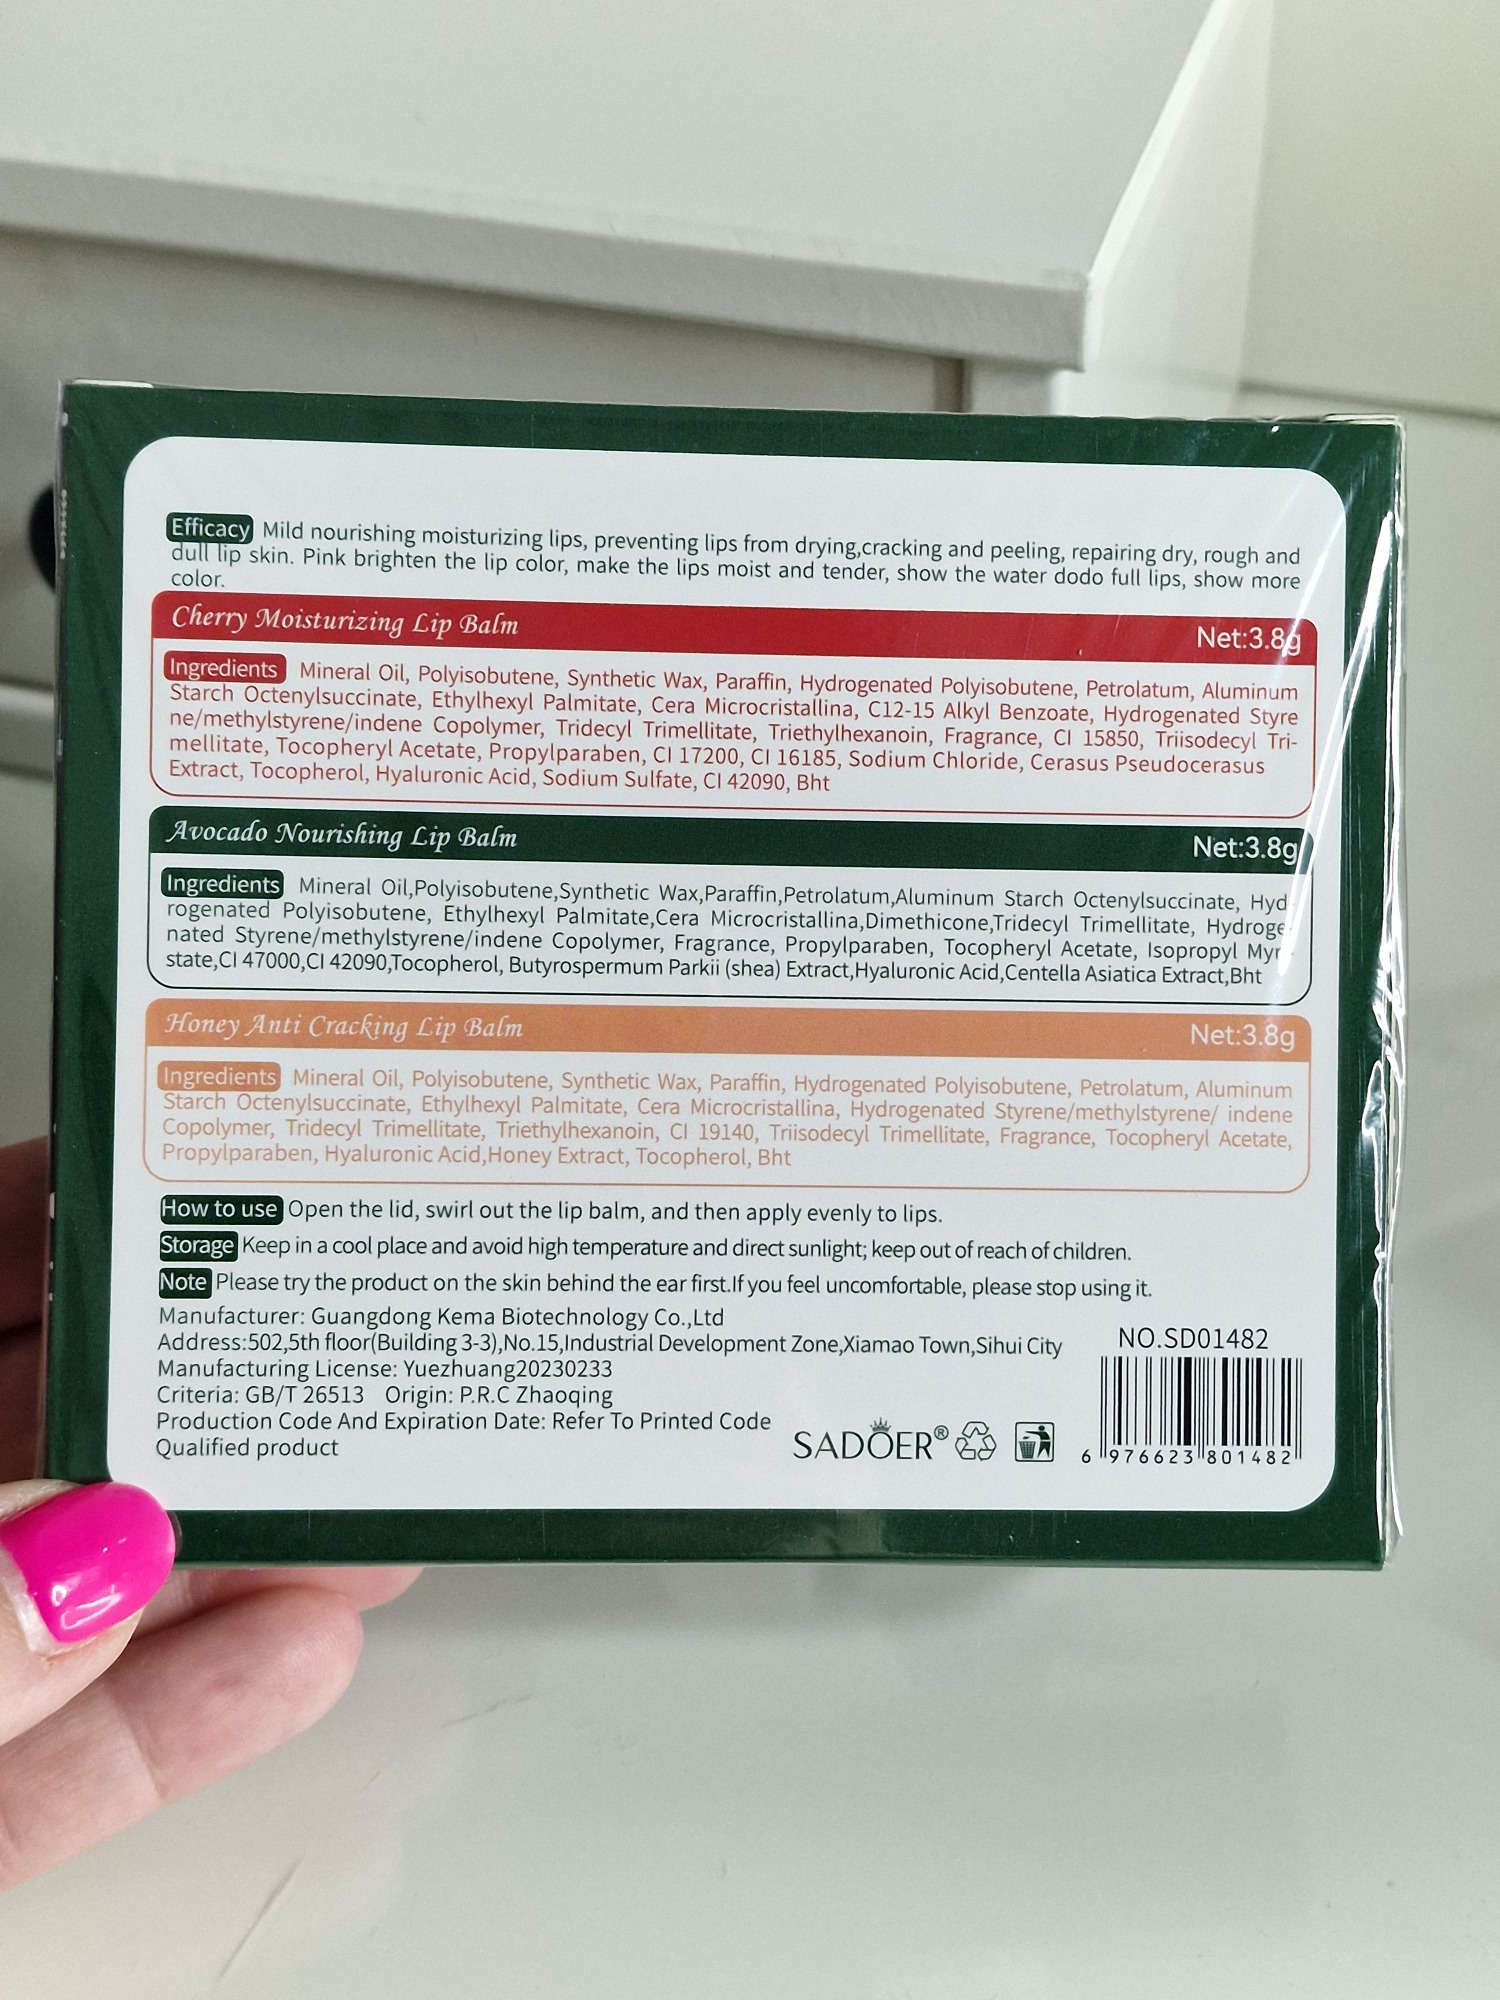 Efficacy Mild nourishing moisturizing lips, preventing lips from drying,cracking and peeling, repairing dry, rough and
dull lip skin. Pink brighten the lip color, make the lips moist and tender, show the water dodo full lips, show more
color.
Cherry Moisturizing Lip Balm Net:3.8g
Ingredients Mineral Oil, Polyisobutene, Synthetic Wax, Paraffin, Hydrogenated Polyisobutene, Petrolatum, Aluminum
Starch Octenylsuccinate, Ethylhexyl Palmitate, Cera Microcristallina, C12-15 Alkyl Benzoate, Hydrogenated Styre
ne/methylstyrene/indene Copolymer, Tridecyl Trimellitate, Triethylhexanoin, Fragrance, CI 15850, Triisodecyl Tri-
mellitate, Tocopheryl Acetate, Propylparaben, CI 17200, CI 16185, Sodium Chloride, Cerasus Pseudocerasus
Extract, Tocopherol, Hyaluronic Acid, Sodium Sulfate, CI 42090, Bht
Avocado Nourishing Lip Balm Net:3.8g
Ingredients Mineral Oil,Polyisobutene,Synthetic Wax,Paraffin,Petrolatum,Aluminum Starch Octenylsuccinate, Hyd-
rogenated Polyisobutene, Ethylhexyl Palmitate,Cera Microcristallina,Dimethicone,Tridecyl Trimellitate, Hydroge-
nated Styrene/methylstyrene/indene Copolymer, Fragrance, Propylparaben, Tocopheryl Acetate, Isopropyl Myri-
state,CI 47000,CI 42090,Tocopherol, Butyrospermum Parkii (shea) Extract,Hyaluronic Acid,Centella Asiatica Extract,Bht
Honey Anti Cracking Lip Balm Net:3.8g
Ingredients Mineral Oil, Polyisobutene, Synthetic Wax, Paraffin, Hydrogenated Polyisobutene, Petrolatum, Aluminum
Starch Octenylsuccinate, Ethylhexyl Palmitate, Cera Microcristallina, Hydrogenated Styrene/methylstyrene/ indene
Copolymer, Tridecyl Trimellitate, Triethylhexanoin, CI 19140, Triisodecyl Trimellitate, Fragrance, Tocopheryl Acetate,
Propylparaben, Hyaluronic Acid,Honey Extract, Tocopherol, Bht
How to use Open the lid, swirl out the lip balm, and then apply evenly to lips.
Storage Keep in a cool place and avoid high temperature and direct sunlight; keep out of reach of children.
Note Please try the product on the skin behind the ear first.If you feel uncomfortable, please stop using it.
Manufacturer: Guangdong Kema Biotechnology Co.,Ltd
Address:502,5th floor(Building 3-3),No.15,Industrial Development Zone,Xiamao Town,Sihui City
Manufacturing License: Yuezhuang20230233
Criteria: GB/T 26513 Origin: P.R.C Zhaoqing
Production Code And Expiration Date: Refer To Printed Code
Qualified product
SADOER®
NO.SD01482
6 976623 801482